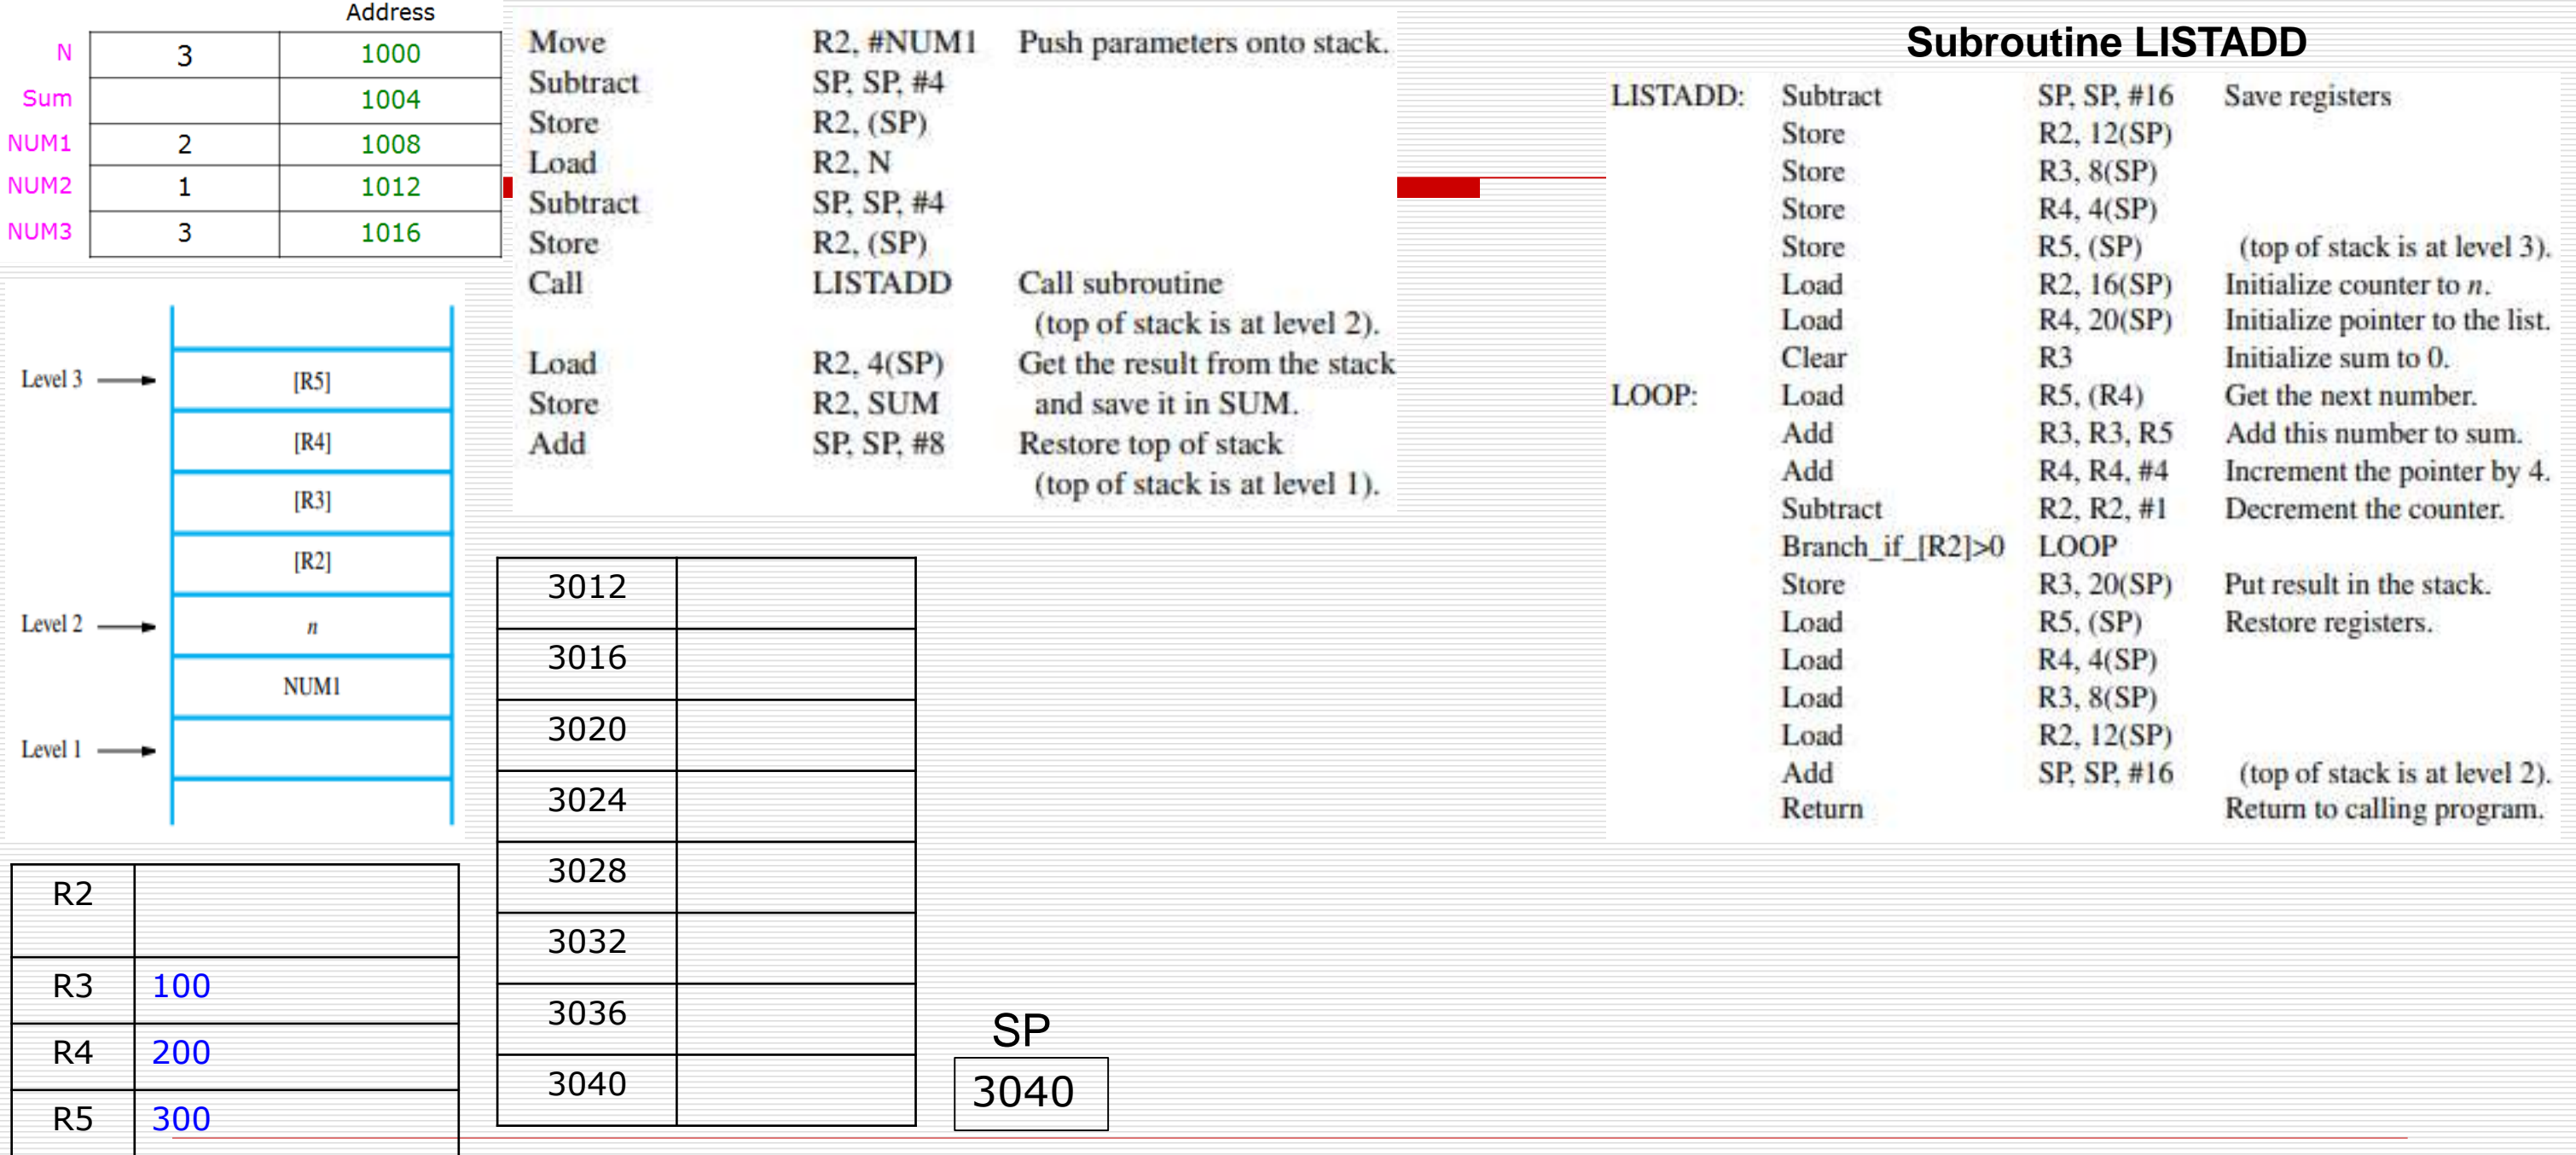 Address
N 3 1000
Sum 1004
NUM1 2 1008
NUM2 1 1012
NUM3 3 1016
Move R2, #NUM1 Push parameters onto stack.
Subtract SP, SP, #4
Store R2, (SP)
Load R2, N
Subtract SP, SP, #4
Store R2, (SP)
Call LISTADD Call subroutine
(top of stack is at level 2).
Load R2, 4(SP) Get the result from the stack
Store R2, SUM and save it in SUM.
Add SP, SP, #8 Restore top of stack
(top of stack is at level 1).
Subroutine LISTADD
LISTADD: Subtract SP, SP, #16 Save registers
Store R2, 12(SP)
Store R3, 8(SP)
Store R4, 4(SP)
Store R5, (SP) (top of stack is at level 3).
Load R2, 16(SP) Initialize counter to n.
Load R4, 20(SP) Initialize pointer to the list.
Clear R3 Initialize sum to 0.
LOOP: Load R5, (R4) Get the next number.
Add R3, R3, R5 Add this number to sum.
Add R4, R4, #4 Increment the pointer by 4.
Subtract R2, R2, #1 Decrement the counter.
Branch_if_[R2]>0 LOOP
Store R3, 20(SP) Put result in the stack.
Load R5, (SP) Restore registers.
Load R4, 4(SP)
Load R3, 8(SP)
Load R2, 12(SP)
Add SP, SP, #16 (top of stack is at level 2).
Return Return to calling program.
Level 3 [R5]
[R4]
[R3]
[R2]
Level 2 n
NUM1
Level 1
3012
3016
3020
3024
3028
3032
3036
3040
SP
3040
R2
R3 100
R4 200
R5 300